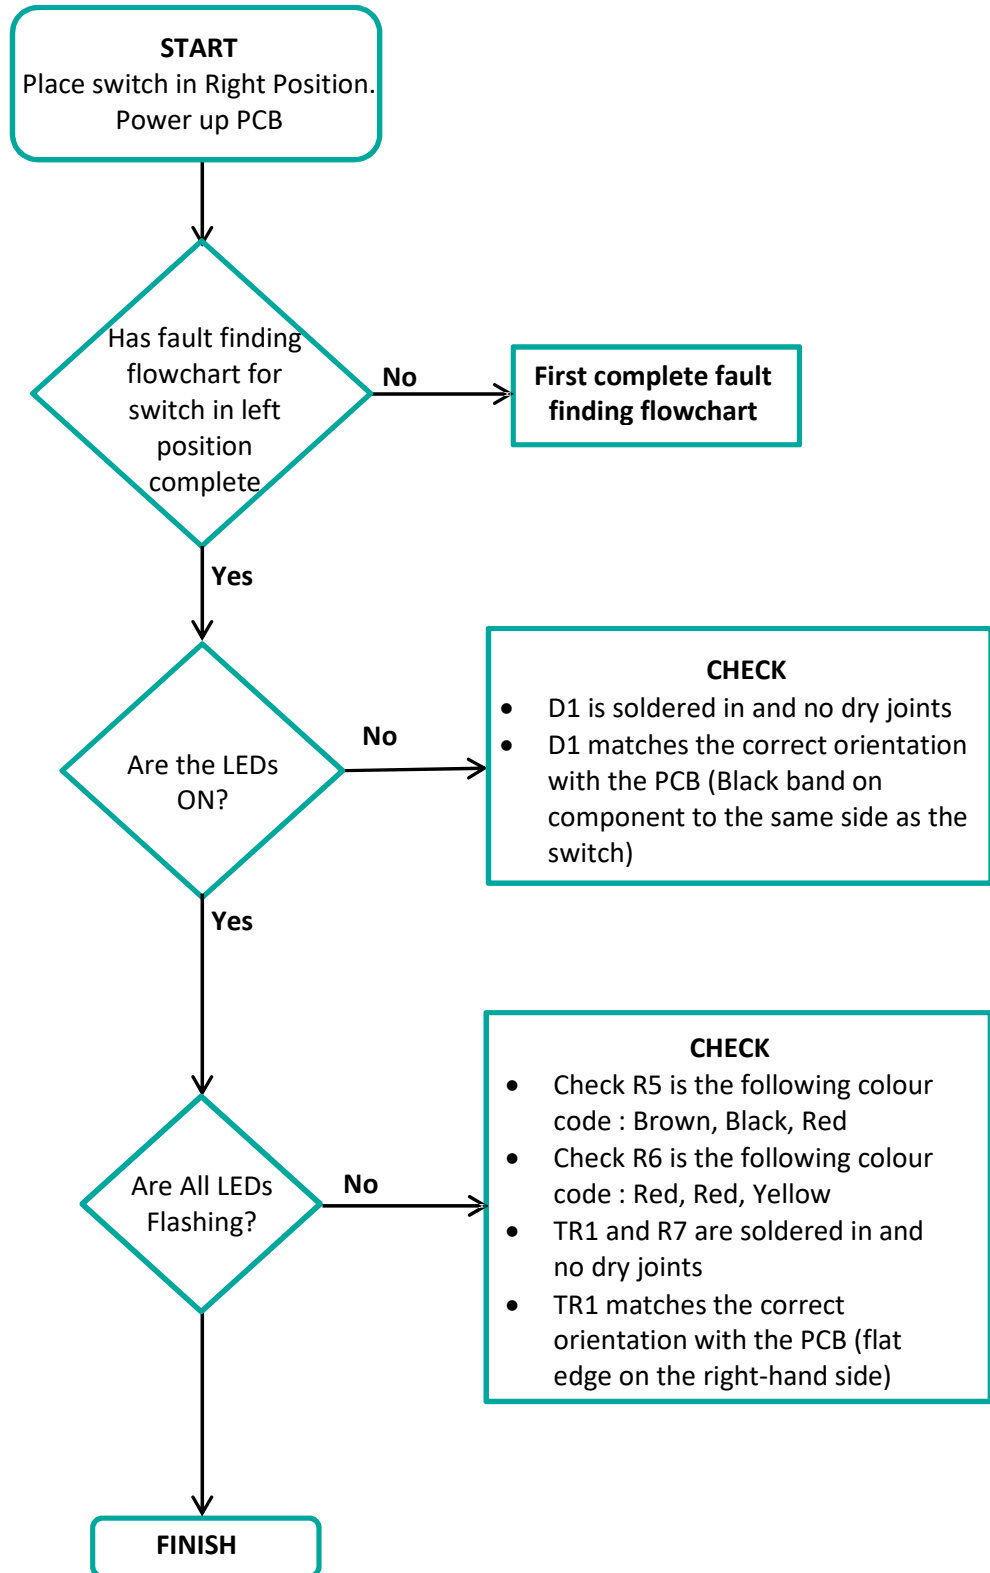 START
Place switch in Right Position.
Power up PCB
Has fault finding
flowchart for
switch in left
position
complete
No
First complete fault
finding flowchart
Yes
Are the LEDs
ON?
No
CHECK
• D1 is soldered in and no dry joints
• D1 matches the correct orientation
with the PCB (Black band on
component to the same side as the
switch)
Yes
Are All LEDs
Flashing?
No
CHECK
• Check R5 is the following colour
code : Brown, Black, Red
• Check R6 is the following colour
code : Red, Red, Yellow
• TR1 and R7 are soldered in and
no dry joints
• TR1 matches the correct
orientation with the PCB (flat
edge on the right-hand side)
FINISH